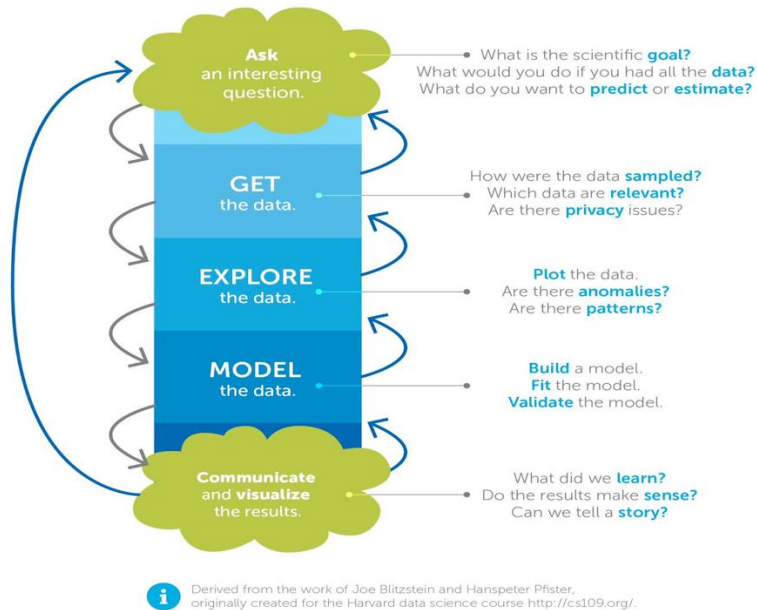 Ask
an interesting
question.
What is the scientific goal?
What would you do if you had all the data?
What do you want to predict or estimate?
GET
the data.
How were the data sampled?
Which data are relevant?
Are there privacy issues?
EXPLORE
the data.
Plot the data.
Are there anomalies?
Are there patterns?
MODEL
the data.
Build a model.
Fit the model.
Validate the model.
Communicate
and visualize
the results.
What did we learn?
Do the results make sense?
Can we tell a story?
i
Derived from the work of Joe Blitzstein and Hanspeter Pfister,
originally created for the Harvard data science course http://cs109.org/.